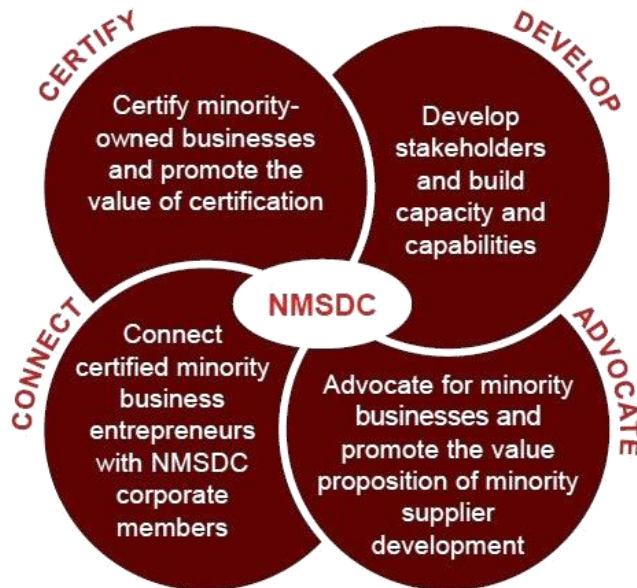 CERTIFY
Certify minority-
owned businesses
and promote the
value of certification
DEVELOP
Develop
stakeholders
and build
capacity and
capabilities
NMSDC
CONNECT
Connect
certified minority
business
entrepreneurs
with NMSDC
corporate
members
ADVOCATE
Advocate for minority
businesses and
promote the value
proposition of minority
supplier
development